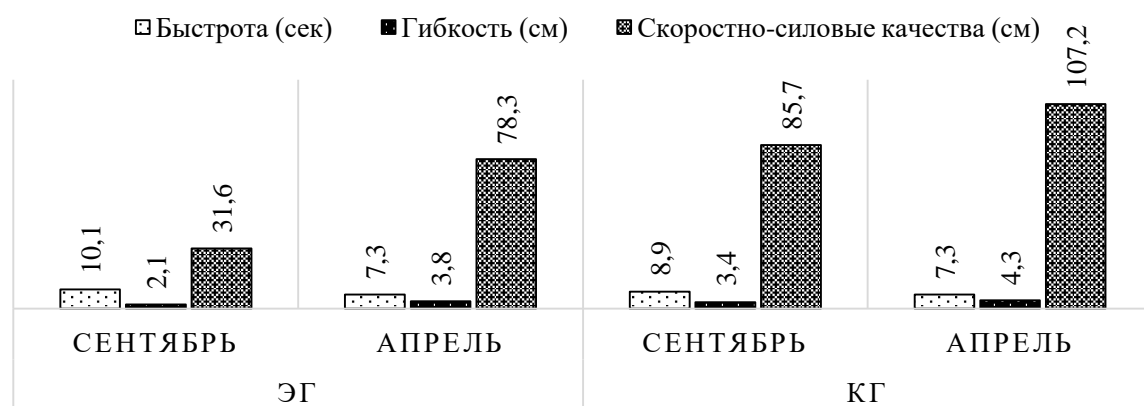 Быстрота (сек) Гибкость (см) Скоростно-силовые качества (см)
10,1 2,1 31,6 7,3 3,8 78,3 8,9 3,4 85,7 7,3 4,3 107,2
СЕНТЯБРЬ АПРЕЛЬ СЕНТЯБРЬ АПРЕЛЬ
ЭГ КГ